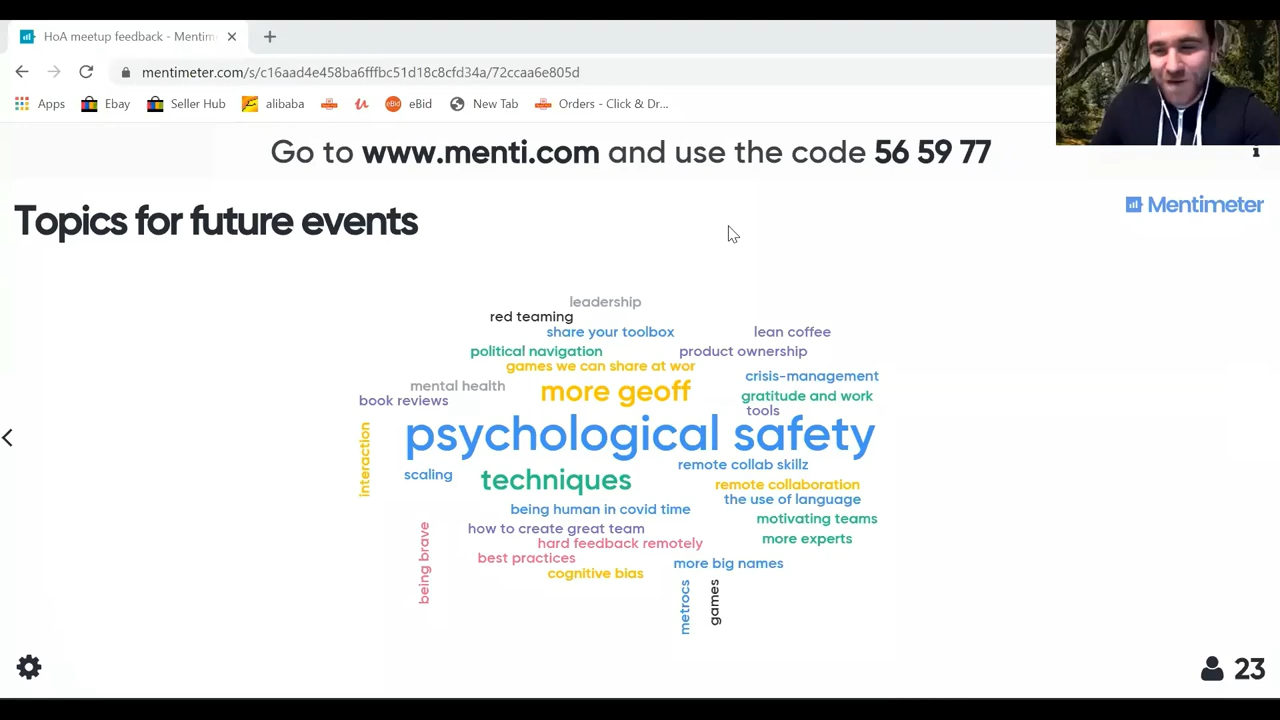 HoA meetup feedback - Mentim
mentimeter.com/s/c16aad4e458ba6fffbc51d18c8cfd34a/72ccaa6e805d
Apps Ebay Seller Hub alibaba eBid New Tab Orders - Click & Dr...
Go to www.menti.com and use the code 56 59 77
Topics for future events
Mentimeter
leadership
red teaming
share your toolbox
lean coffee
political navigation
product ownership
games we can share at wor
mental health
more geoff
crisis-management
book reviews
gratitude and work
tools
psychological safety
interaction
scaling
techniques
remote collab skillz
remote collaboration
the use of language
being human in covid time
motivating teams
how to create great team
more experts
hard feedback remotely
being brave
best practices
more big names
cognitive bias
metrocs
games
23